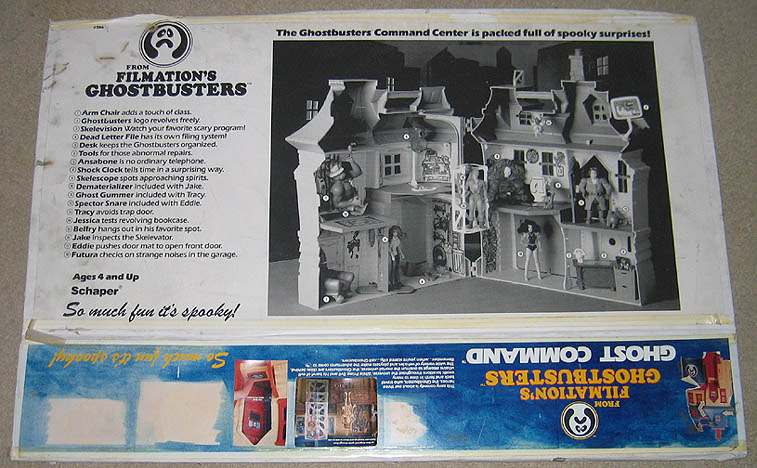 The Ghostbusters Command Center is packed full of spooky surprises!
FROM
FILMATION'S
GHOSTBUSTERS™
Arm Chair adds a touch of class.
Ghostbusters logo revolves freely.
Skelevision Watch your favorite scary program!
Dead Letter File has its own filing system!
Desk keeps the Ghostbusters organized.
Tools for those abnormal repairs.
Ansabone is no ordinary telephone.
Shock Clock tells time in a surprising way.
Skelescope spots approaching spirits.
Dematerializer included with Jake.
Ghost Gummer included with Tracy.
Spector Snare included with Eddie.
Tracy avoids trap door.
Jessica tests revolving bookcase.
Belfry hangs out in his favorite spot.
Jake inspects the Skelevator.
Eddie pushes door mat to open front door.
Futura checks on strange noises in the garage.
Ages 4 and Up
Schaper®
So much fun it's spooky!
FROM
FILMATION'S
GHOSTBUSTERS™
GHOST COMMAND
So much fun it's spooky!